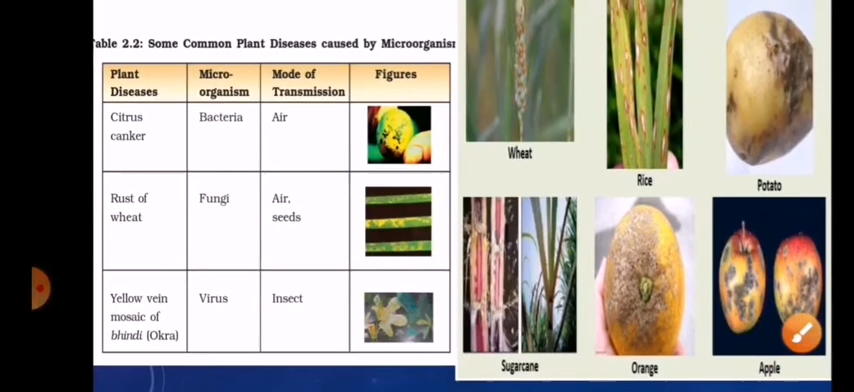 able 2.2: Some Common Plant Diseases caused by Microorganis
Plant Diseases
Micro-organism
Mode of Transmission
Figures
Citrus canker
Bacteria
Air
Rust of wheat
Fungi
Air, seeds
Yellow vein mosaic of bhindi (Okra)
Virus
Insect
Wheat
Rice
Potato
Sugarcane
Orange
Apple